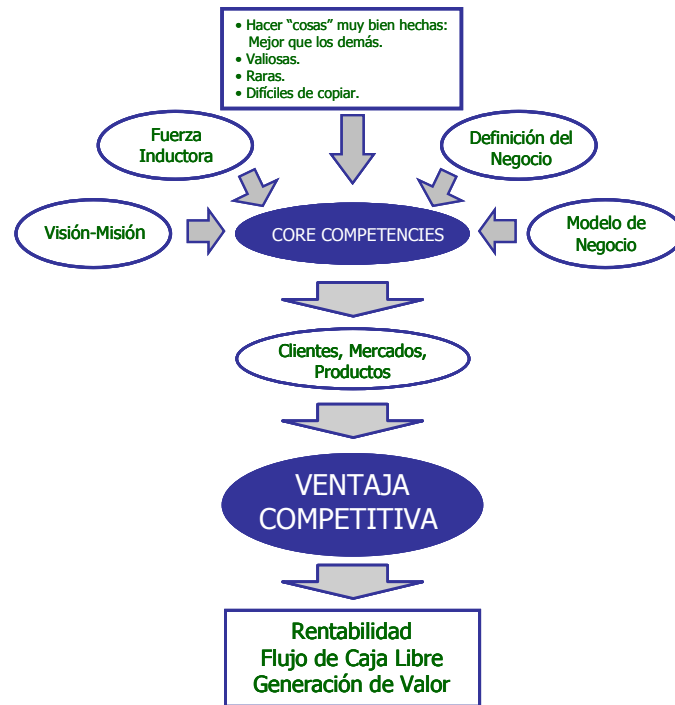 • Hacer “cosas” muy bien hechas:
Mejor que los demás.
• Valiosas.
• Raras.
• Difíciles de copiar.
Fuerza
Inductora
Definición del
Negocio
Visión-Misión
CORE COMPETENCIES
Modelo de
Negocio
Clientes, Mercados,
Productos
VENTAJA
COMPETITIVA
Rentabilidad
Flujo de Caja Libre
Generación de Valor